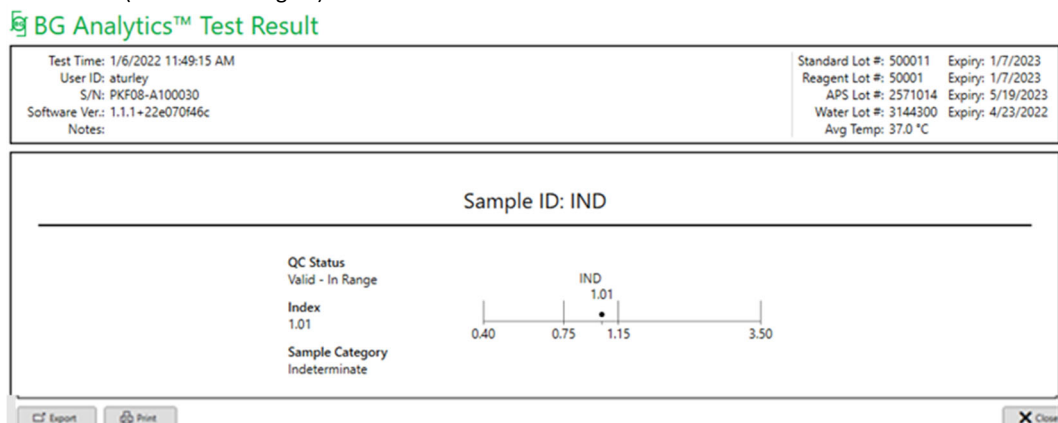 BG Analytics™ Test Result
Test Time: 1/6/2022 11:49:15 AM
User ID: aturley
S/N: PKF08-A100030
Software Ver.: 1.1.1+22e070f46c
Notes:
Standard Lot #: 500011 Expiry: 1/7/2023
Reagent Lot #: 50001 Expiry: 1/7/2023
APS Lot #: 2571014 Expiry: 5/19/2023
Water Lot #: 3144300 Expiry: 4/23/2022
Avg Temp: 37.0 °C
Sample ID: IND
QC Status
Valid - In Range
Index
1.01
Sample Category
Indeterminate
IND
1.01
0.40 0.75 1.15 3.50
Export Print Close